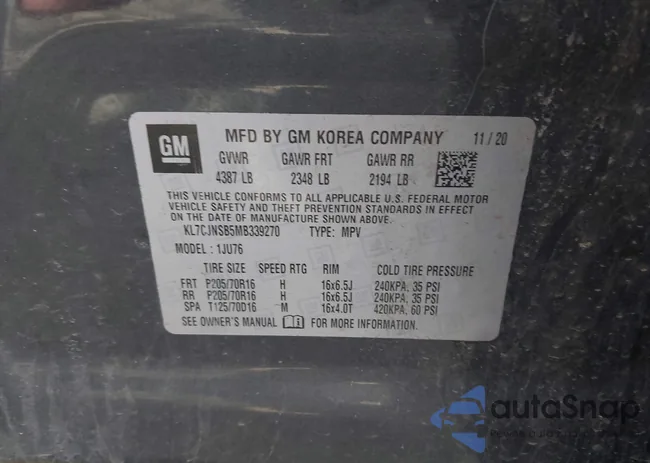 GM MFD BY GM KOREA COMPANY 11/20
GVWR GAWR FRT GAWR RR
4387 LB 2348 LB 2194 LB
THIS VEHICLE CONFORMS TO ALL APPLICABLE U.S. FEDERAL MOTOR
VEHICLE SAFETY AND THEFT PREVENTION STANDARDS IN EFFECT
ON THE DATE OF MANUFACTURE SHOWN ABOVE.
KL7CJNSB5MB339270 TYPE: MPV
MODEL: 1JU76
TIRE SIZE SPEED RTG RIM COLD TIRE PRESSURE
FRT P205/70R16 H 16x6.5J 240KPA, 35 PSI
RR P205/70R16 H 16x6.5J 240KPA, 35 PSI
SPA T125/70D16 M 16x4.0T 420KPA, 60 PSI
SEE OWNER'S MANUAL FOR MORE INFORMATION.
autoSnap